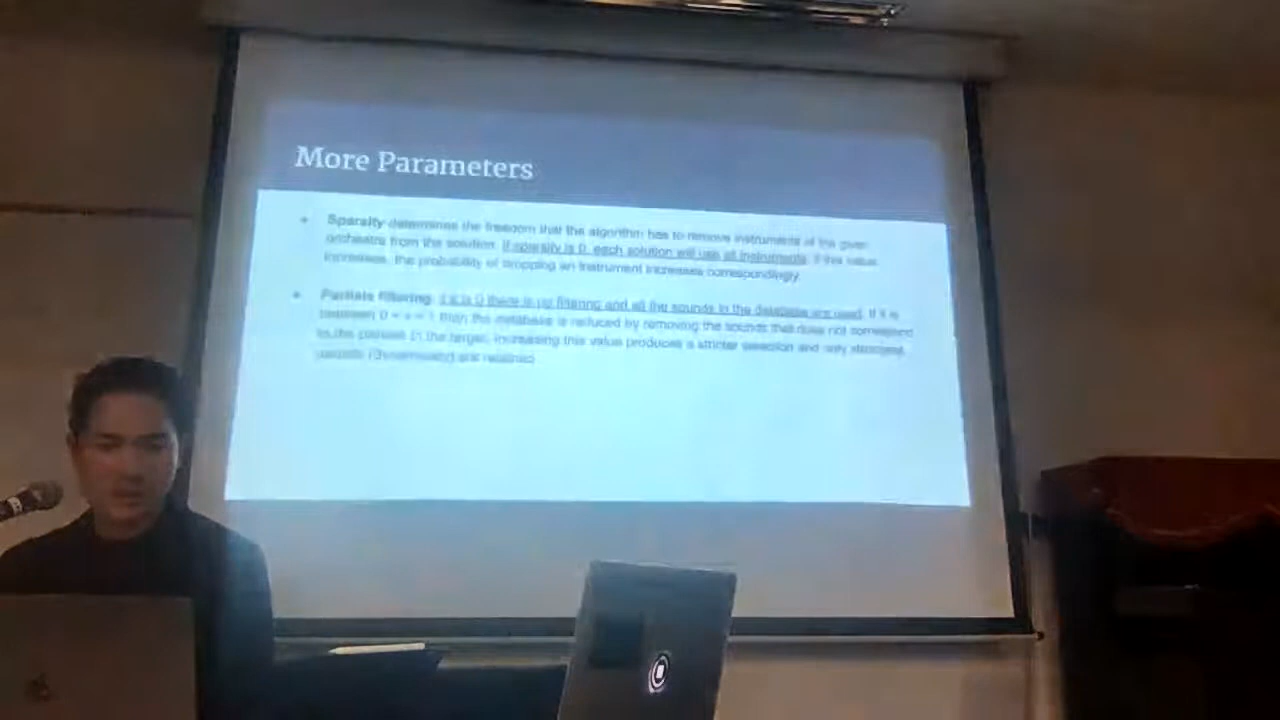 More Parameters
Sparsity determines the freedom that the algorithm has to remove instruments of the given
orchestra from the solution. If sparsity is 0, each solution will use all instruments. If this value
increases, the probability of dropping an instrument increases correspondingly.
Partials filtering. if it is 0 there is no filtering and all the sounds in the database are used. If it is
between 0 < x < 1 then the database is reduced by removing the sounds that does not correspond
to the partials in the target. Increasing this value produces a stricter selection and only strongest
partials are retained